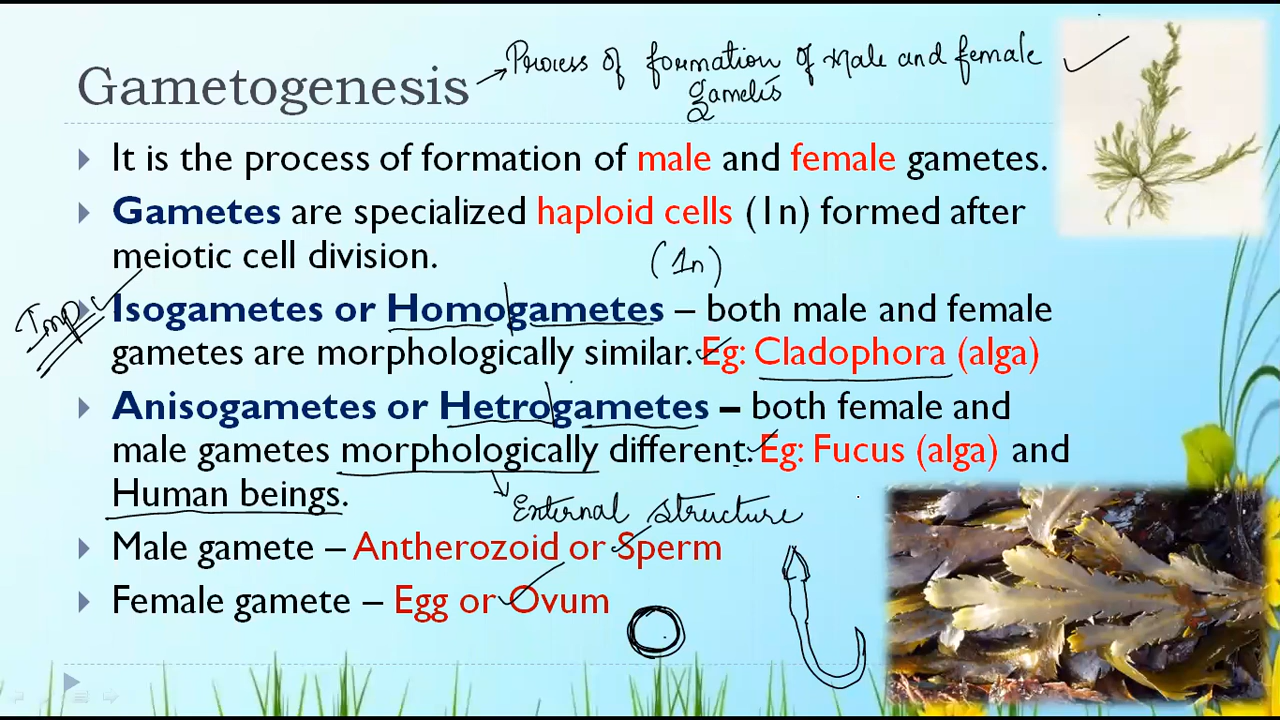 Gametogenesis → Process of formation of male and female
gametes
It is the process of formation of male and female gametes.
Gametes are specialized haploid cells (1n) formed after
meiotic cell division.
(1n)
Imp
Isogametes or Homogametes – both male and female
gametes are morphologically similar. Eg: Cladophora (alga)
Anisogametes or Hetrogametes – both female and
male gametes morphologically different. Eg: Fucus (alga) and
Human beings.
External structure
Male gamete – Antherozoid or Sperm
Female gamete – Egg or Ovum